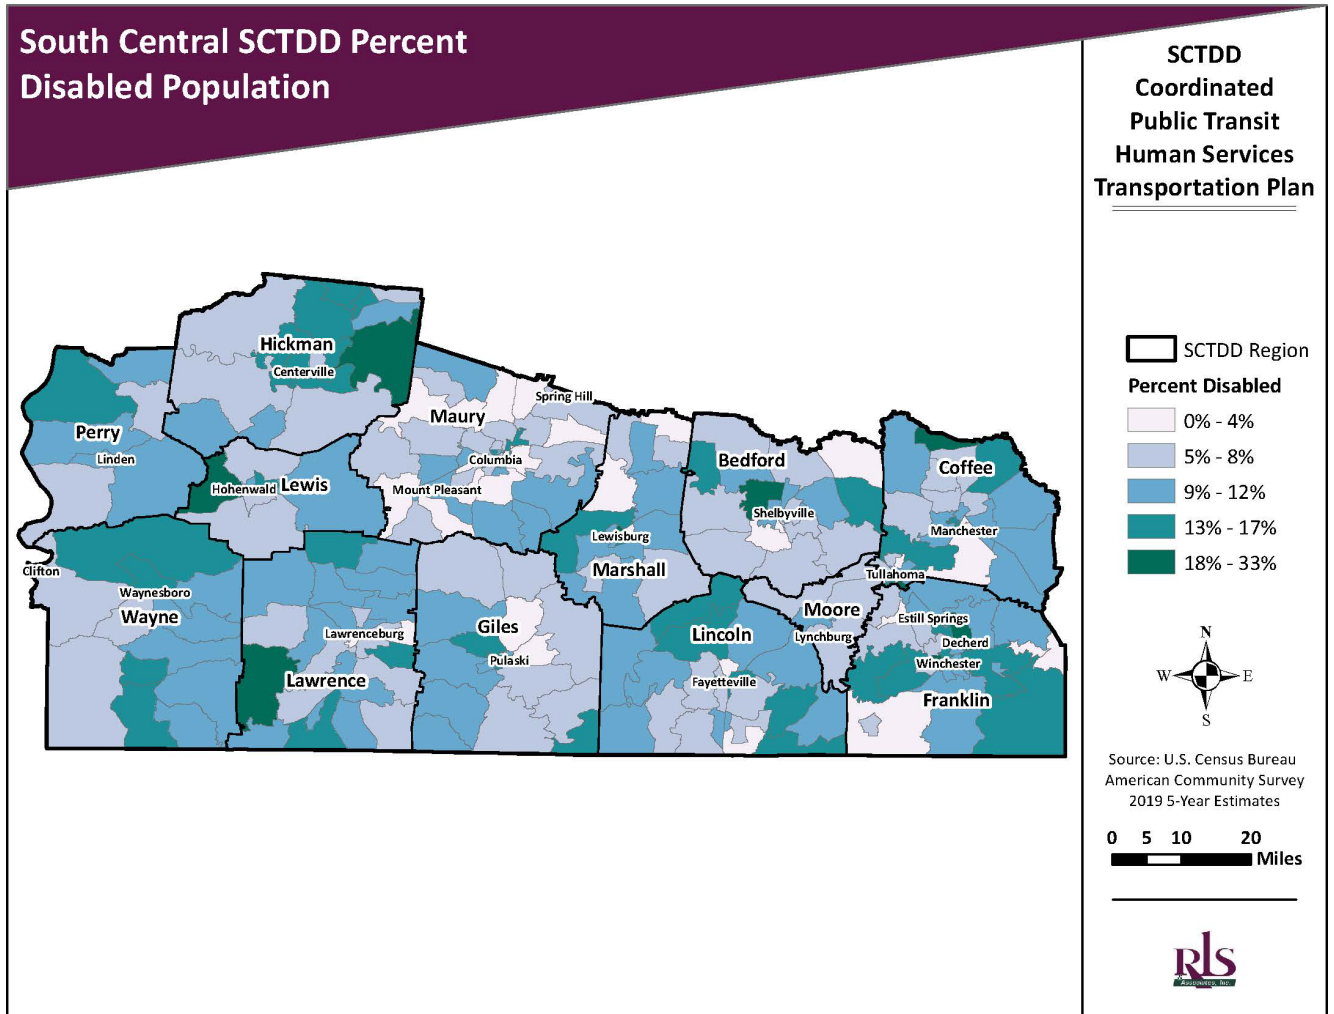 South Central SCTDD Percent
Disabled Population
SCTDD
Coordinated
Public Transit
Human Services
Transportation Plan
SCTDD Region
Percent Disabled
0% - 4%
5% - 8%
9% - 12%
13% - 17%
18% - 33%
N
W
E
S
Source: U.S. Census Bureau
American Community Survey
2019 5-Year Estimates
0 5 10 20
Miles
RLS
& Associates, Inc.
Hickman
Centerville
Spring Hill
Maury
Perry
Linden
Columbia
Bedford
Coffee
Hohenwald
Lewis
Mount Pleasant
Shelbyville
Manchester
Lewisburg
Clifton
Marshall
Tullahoma
Waynesboro
Wayne
Moore
Estill Springs
Giles
Lawrenceburg
Lincoln
Lynchburg
Decherd
Pulaski
Winchester
Lawrence
Fayetteville
Franklin